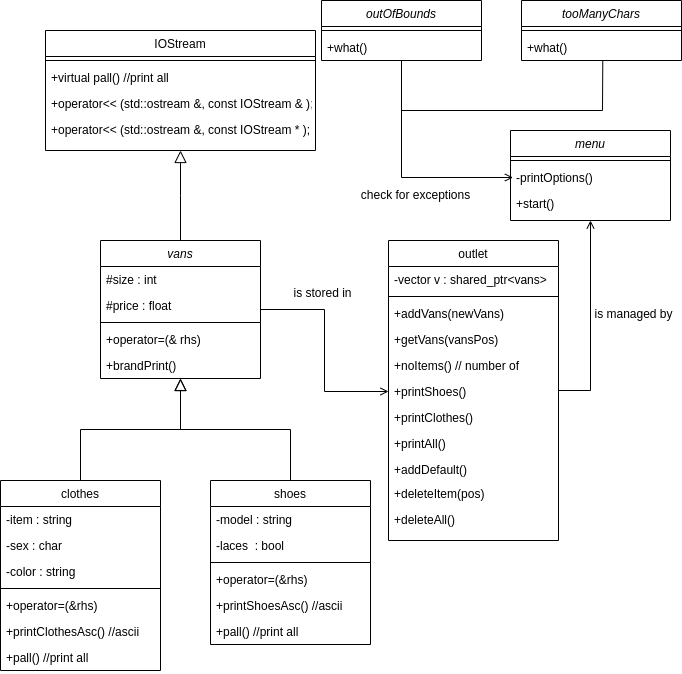 outOfBounds
+what()
tooManyChars
+what()
IOStream
+virtual pall() //print all
+operator<< (std::ostream &, const IOStream & );
+operator<< (std::ostream &, const IOStream * );
menu
-printOptions()
+start()
check for exceptions
vans
#size : int
#price : float
+operator=(& rhs)
+brandPrint()
is stored in
outlet
-vector v : shared_ptr<vans>
+addVans(newVans)
+getVans(vansPos)
+noItems() // number of
+printShoes()
+printClothes()
+printAll()
+addDefault()
+deleteItem(pos)
+deleteAll()
is managed by
clothes
-item : string
-sex : char
-color : string
+operator=(&rhs)
+printClothesAsc() //ascii
+pall() //print all
shoes
-model : string
-laces  : bool
+operator=(&rhs)
+printShoesAsc() //ascii
+pall() //print all